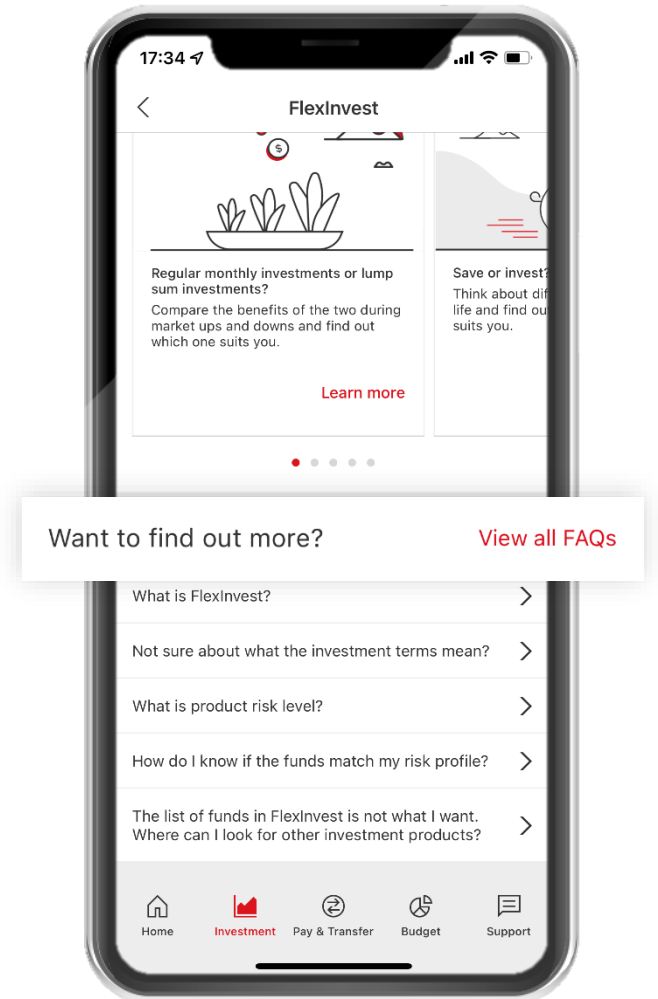 17:34
FlexInvest
$
Regular monthly investments or lump
sum investments?
Compare the benefits of the two during
market ups and downs and find out
which one suits you.
Learn more
Save or invest?
Think about dif
life and find ou
suits you.
Want to find out more?
View all FAQs
What is FlexInvest?
Not sure about what the investment terms mean?
What is product risk level?
How do I know if the funds match my risk profile?
The list of funds in FlexInvest is not what I want.
Where can I look for other investment products?
Home
Investment
Pay & Transfer
Budget
Support